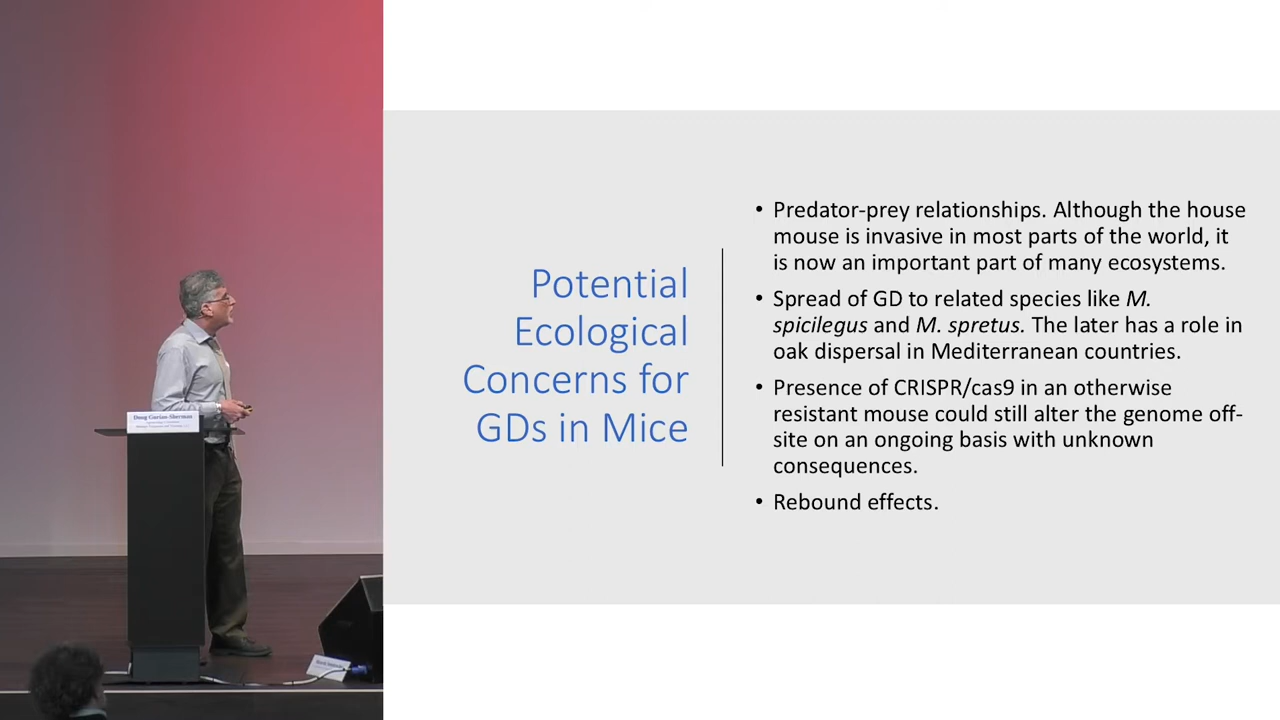 Doug Gurian-Sherman
Potential
Ecological
Concerns for
GDs in Mice
• Predator-prey relationships. Although the house
mouse is invasive in most parts of the world, it
is now an important part of many ecosystems.
• Spread of GD to related species like M.
spicilegus and M. spretus. The later has a role in
oak dispersal in Mediterranean countries.
• Presence of CRISPR/cas9 in an otherwise
resistant mouse could still alter the genome off-
site on an ongoing basis with unknown
consequences.
• Rebound effects.